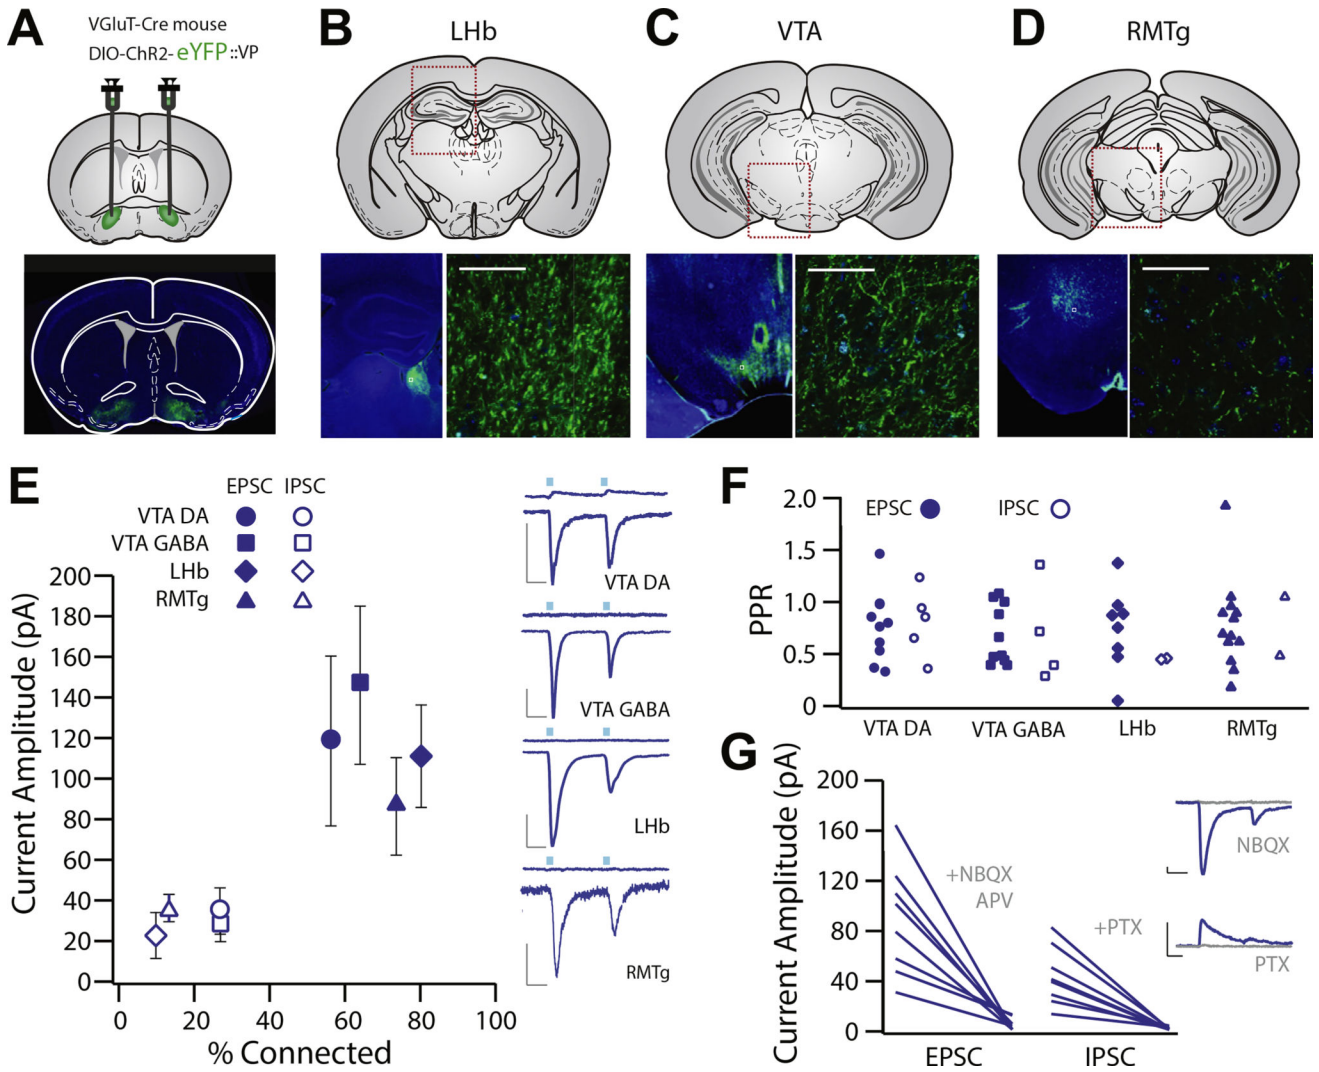 A
VGluT-Cre mouse
DIO-ChR2-eYFP::VP
B
LHb
C
VTA
D
RMTg
E
EPSC IPSC
VTA DA
VTA GABA
LHb
RMTg
Current Amplitude (pA)
200
180
160
140
120
100
80
60
40
20
0
0 20 40 60 80 100
% Connected
VTA DA
VTA GABA
LHb
RMTg
F
EPSC IPSC
PPR
2.0
1.5
1.0
0.5
0
VTA DA VTA GABA LHb RMTg
G
Current Amplitude (pA)
200
160
120
80
40
0
+NBQX
APV
+PTX
EPSC IPSC
NBQX
PTX